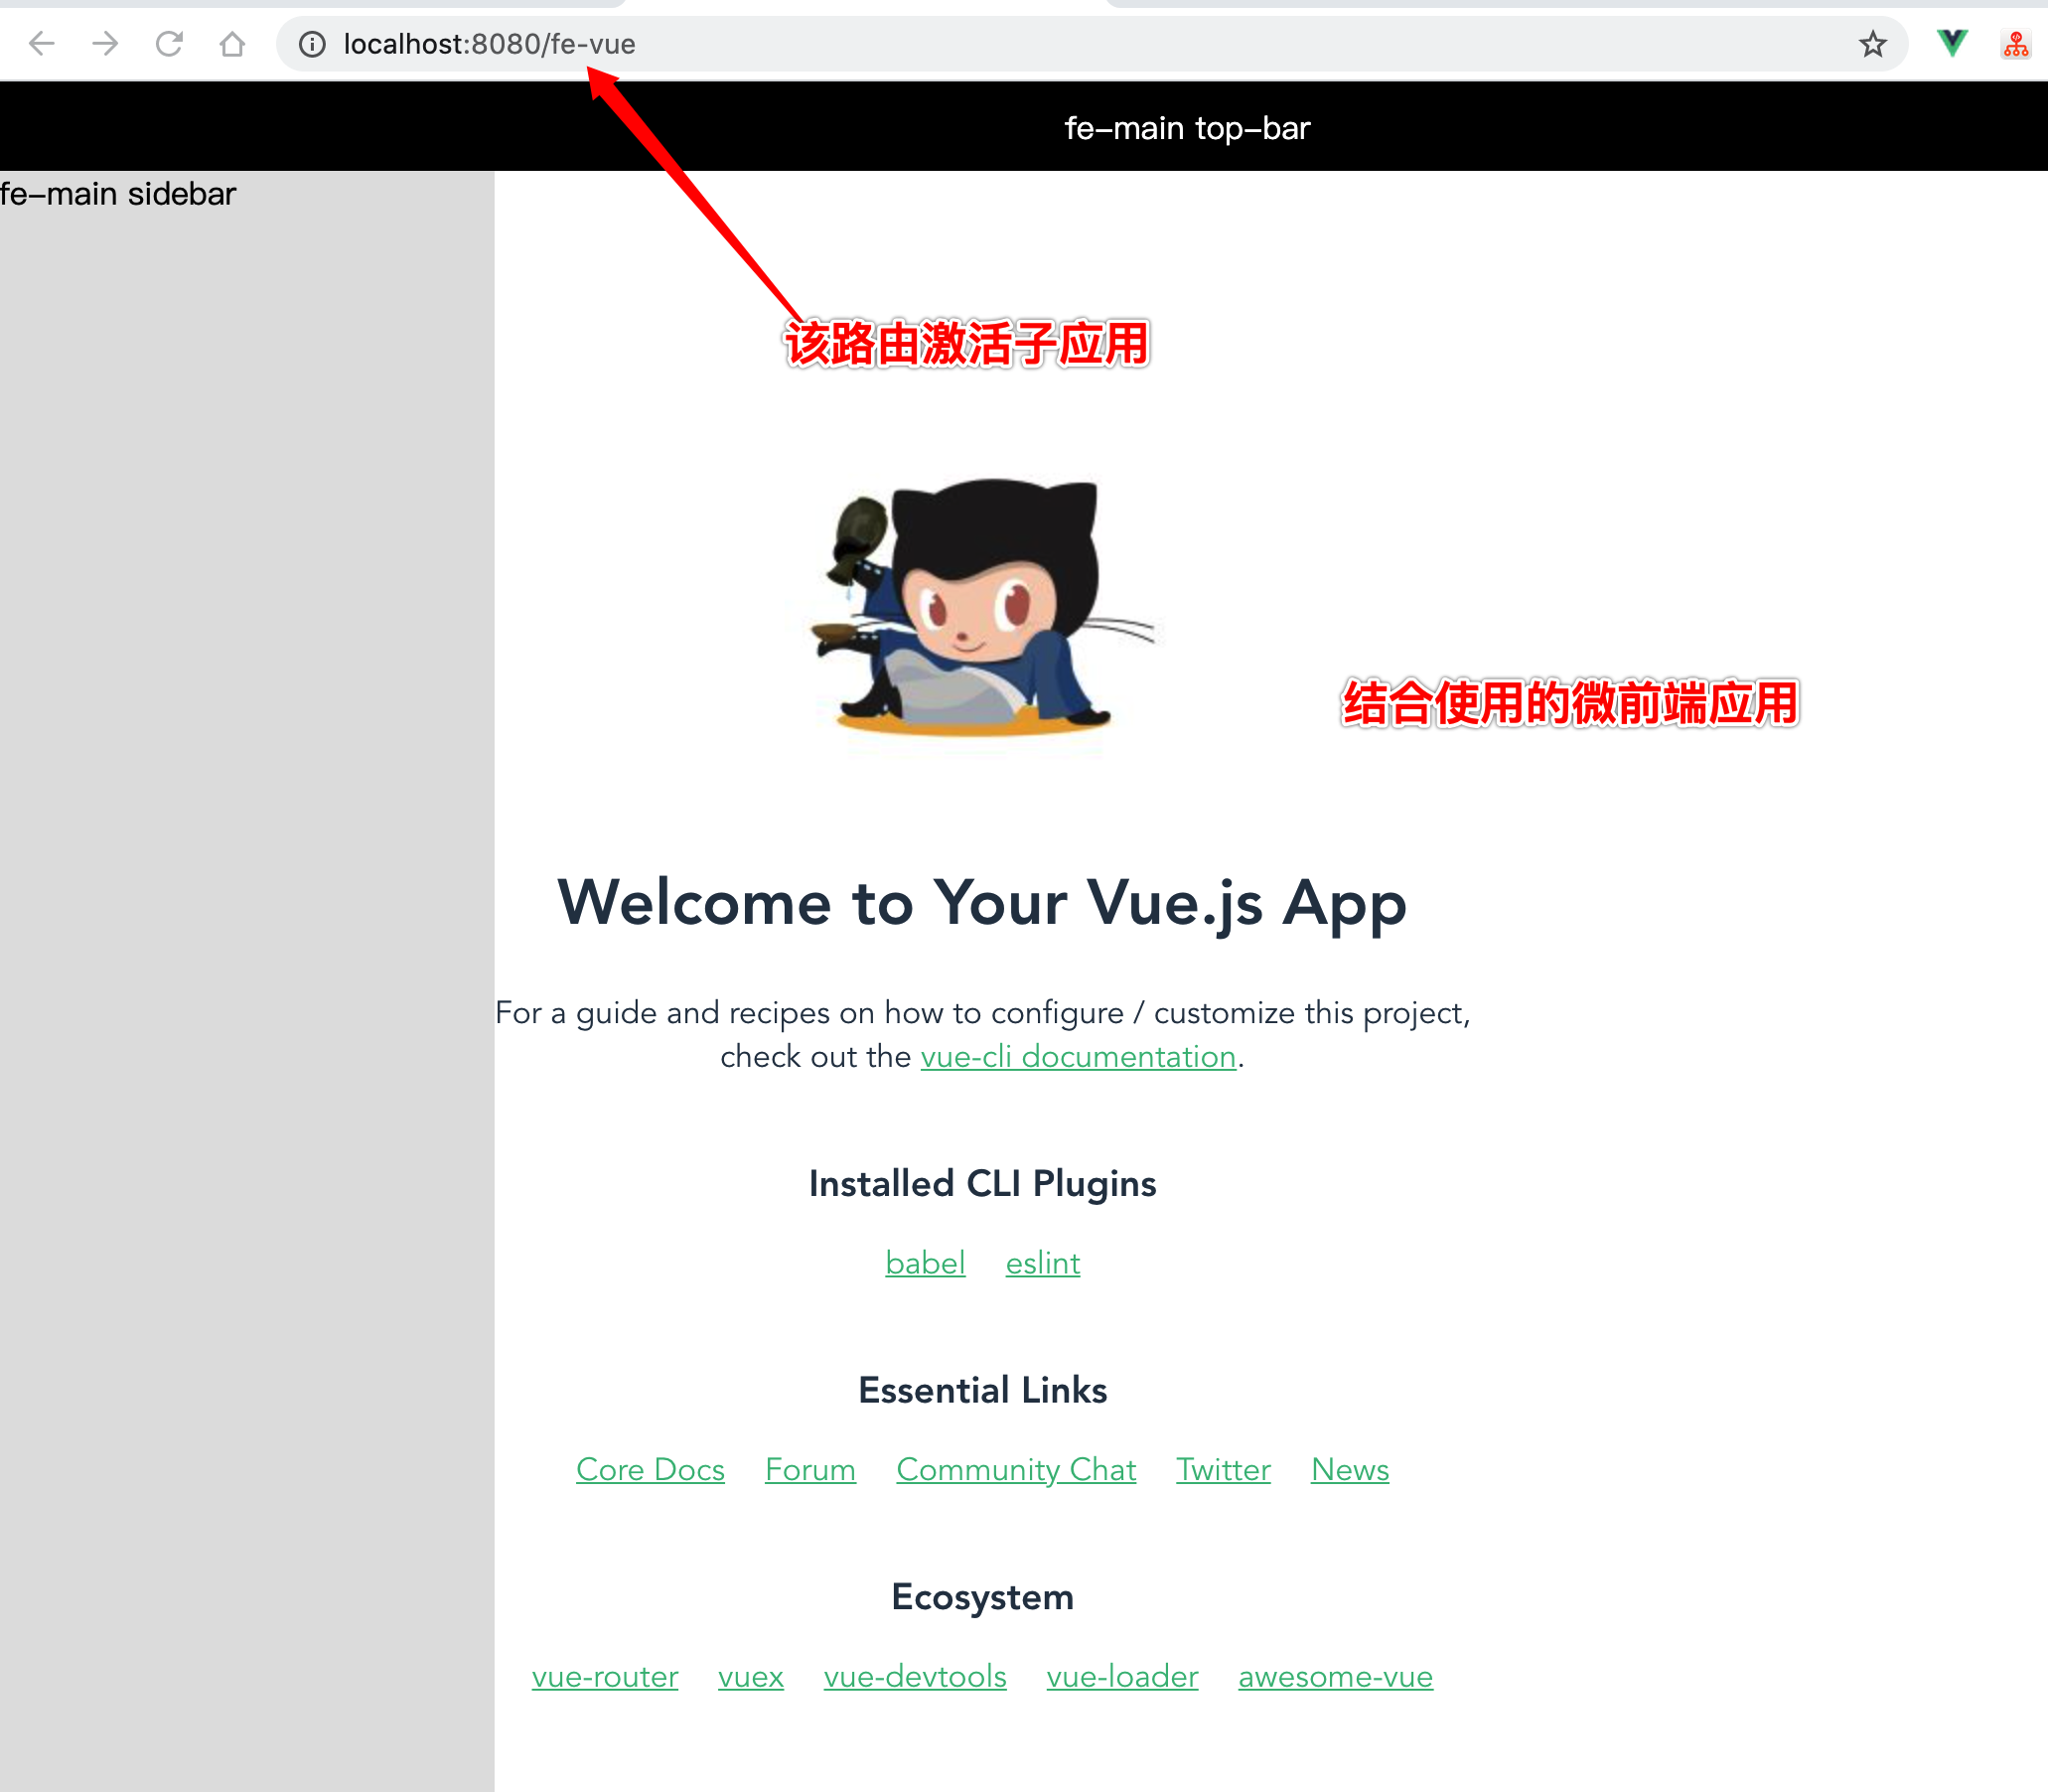 localhost:8080/fe-vue
fe-main top-bar
fe-main sidebar
该路由激活子应用
结合使用的微前端应用
Welcome to Your Vue.js App
For a guide and recipes on how to configure / customize this project,
check out the vue-cli documentation.
Installed CLI Plugins
babel eslint
Essential Links
Core Docs Forum Community Chat Twitter News
Ecosystem
vue-router vuex vue-devtools vue-loader awesome-vue